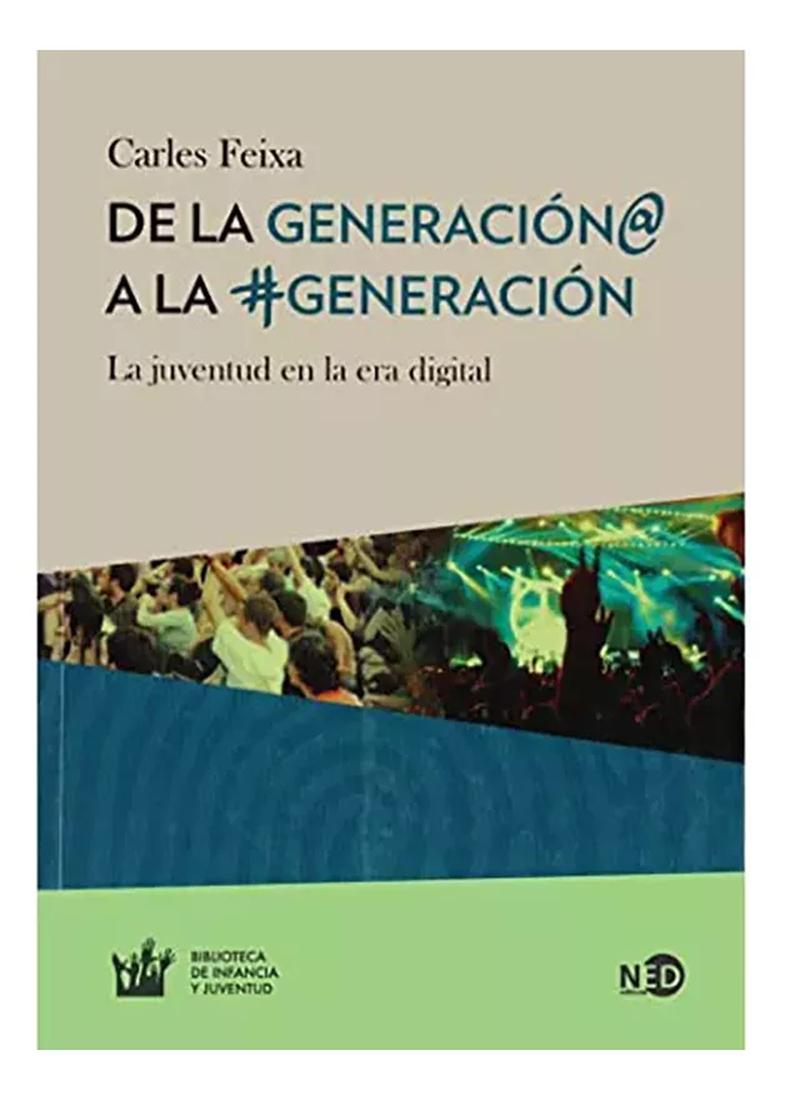 Carles Feixa
DE LA GENERACIÓN@
A LA #GENERACIÓN
La juventud en la era digital
BIBLIOTECA
DE INFANCIA
Y JUVENTUD
NED